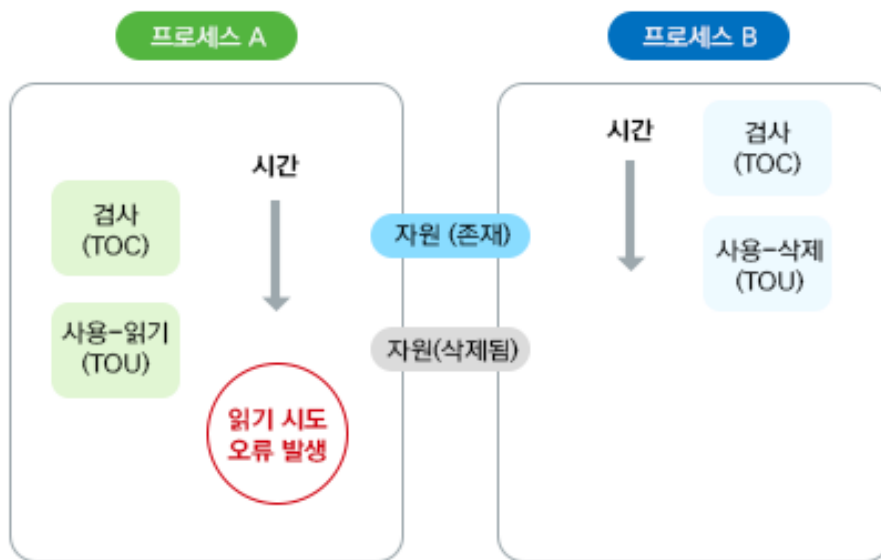 프로세스 A
시간
검사
(TOC)
사용-읽기
(TOU)
읽기 시도
오류 발생
자원 (존재)
자원(삭제됨)
프로세스 B
시간
검사
(TOC)
사용-삭제
(TOU)